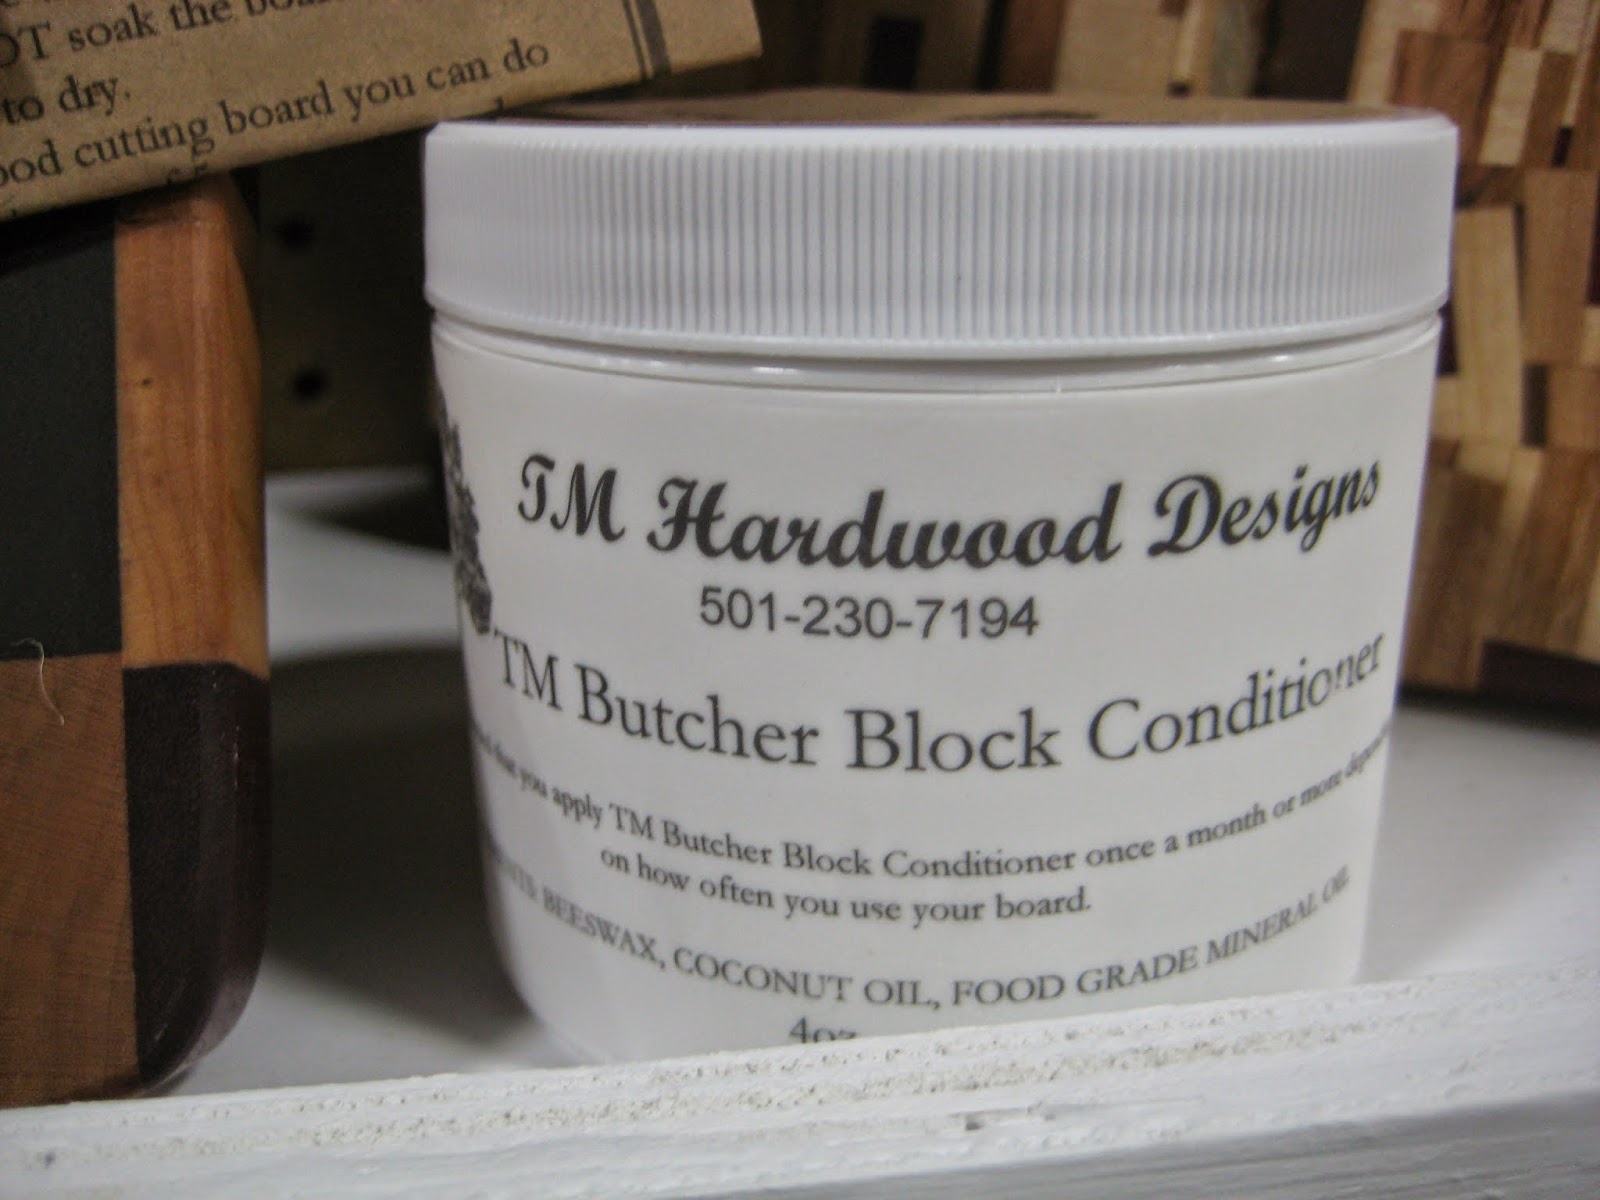 OT soak the
to dry.
ood cutting board you can do
TM Hardwood Designs
501-230-7194
TM Butcher Block Conditioner
that you apply TM Butcher Block Conditioner once a month or more
on how often you use your board.
BEESWAX, COCONUT OIL, FOOD GRADE MINERAL OIL
4oz